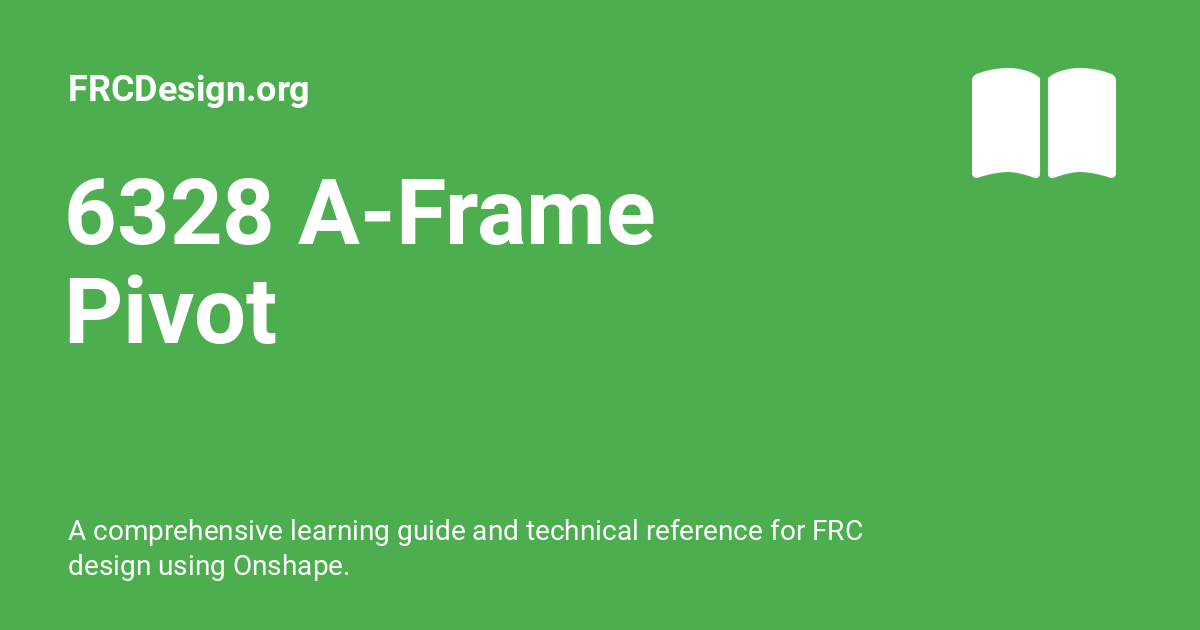 FRCDesign.org
6328 A-Frame
Pivot
A comprehensive learning guide and technical reference for FRC
design using Onshape.